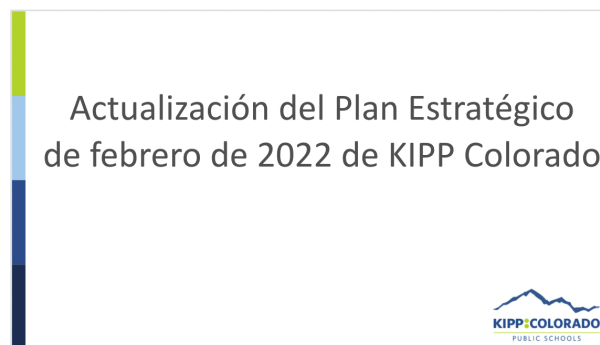 Actualización del Plan Estratégico
de febrero de 2022 de KIPP Colorado
KIPP:COLORADO
PUBLIC SCHOOLS